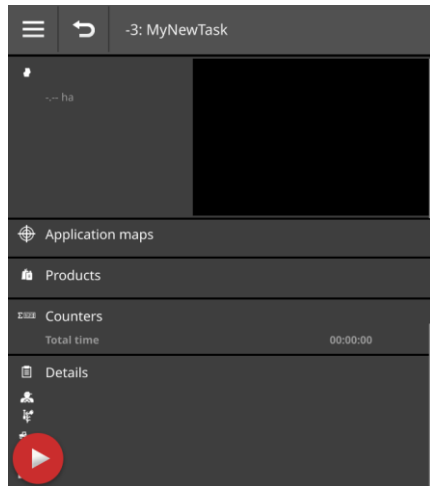 -3: MyNewTask
-.-- ha
Application maps
Products
Counters
Total time 00:00:00
Details